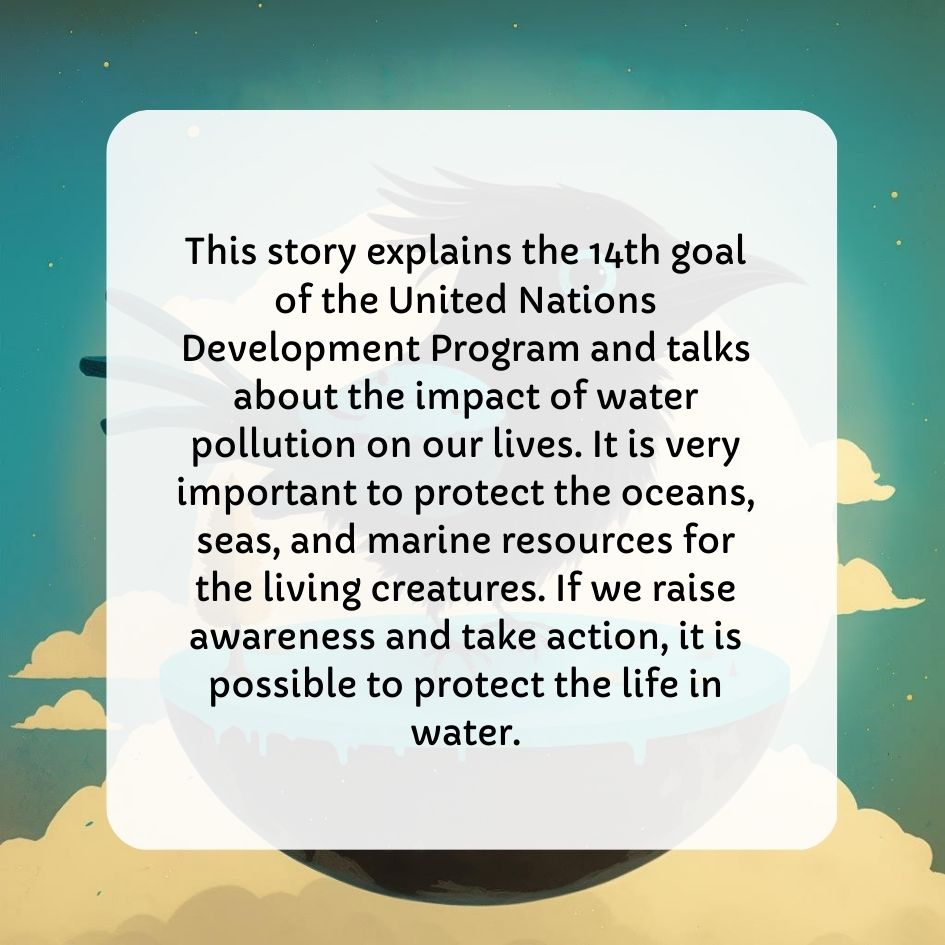 This story explains the 14th goal
of the United Nations
Development Program and talks
about the impact of water
pollution on our lives. It is very
important to protect the oceans,
seas, and marine resources for
the living creatures. If we raise
awareness and take action, it is
possible to protect the life in
water.